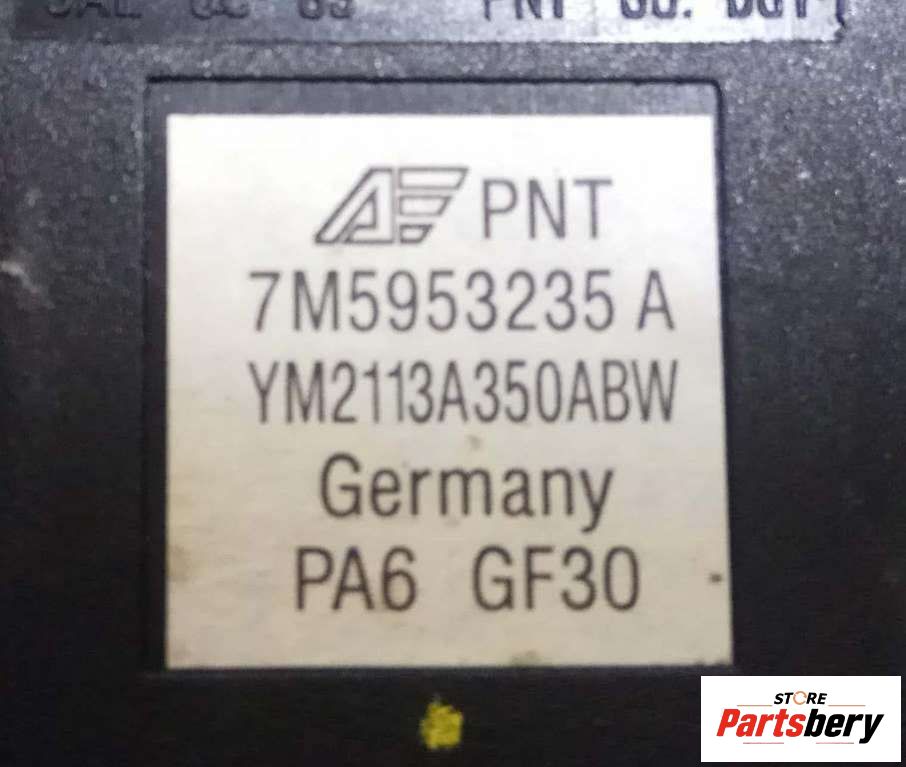 PNT
7M5953235 A
YM2113A350ABW
Germany
PA6 GF30
STORE
Partsbery